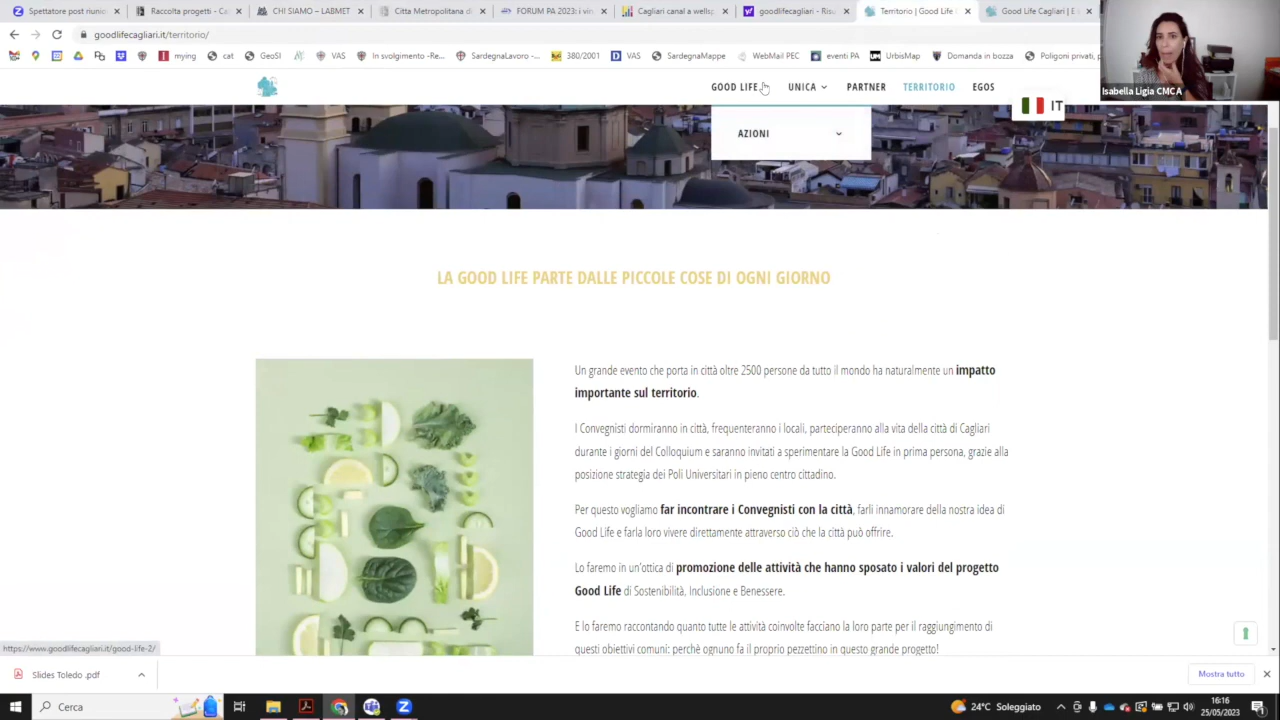 Spettatore post riunio
Raccolta progetti - Ca
CHI SIAMO – LABMET
Citta Metropolitana d
FORUM PA 2023: i vin
Cagliari canal a wellsp
goodlifecagliari - Risu
Territorio | Good Life
Good Life Cagliari | E
goodlifecagliari.it/territorio/
mying
cat
GeoSI
VAS
In svolgimento -Re...
SardegnaLavoro -...
380/2001
VAS
SardegnaMappe
WebMail PEC
eventi PA
UrbisMap
Domanda in bozza
Poligoni privati, p
Isabella Ligia CMCA
GOOD LIFE
UNICA
PARTNER
TERRITORIO
EGOS
IT
AZIONI
LA GOOD LIFE PARTE DALLE PICCOLE COSE DI OGNI GIORNO
Un grande evento che porta in città oltre 2500 persone da tutto il mondo ha naturalmente un impatto
importante sul territorio.
I Convegnisti dormiranno in città, frequenteranno i locali, parteciperanno alla vita della città di Cagliari
durante i giorni del Colloquium e saranno invitati a sperimentare la Good Life in prima persona, grazie alla
posizione strategia dei Poli Universitari in pieno centro cittadino.
Per questo vogliamo far incontrare i Convegnisti con la città, farli innamorare della nostra idea di
Good Life e farla loro vivere direttamente attraverso ciò che la città può offrire.
Lo faremo in un'ottica di promozione delle attività che hanno sposato i valori del progetto
Good Life di Sostenibilità, Inclusione e Benessere.
E lo faremo raccontando quanto tutte le attività coinvolte facciano la loro parte per il raggiungimento di
questi obiettivi comuni: perchè ognuno fa il proprio pezzettino in questo grande progetto!
https://www.goodlifecagliari.it/good-life-2/
Slides Toledo .pdf
Mostra tutto
Cerca
24°C Soleggiato
16:16
25/05/2023